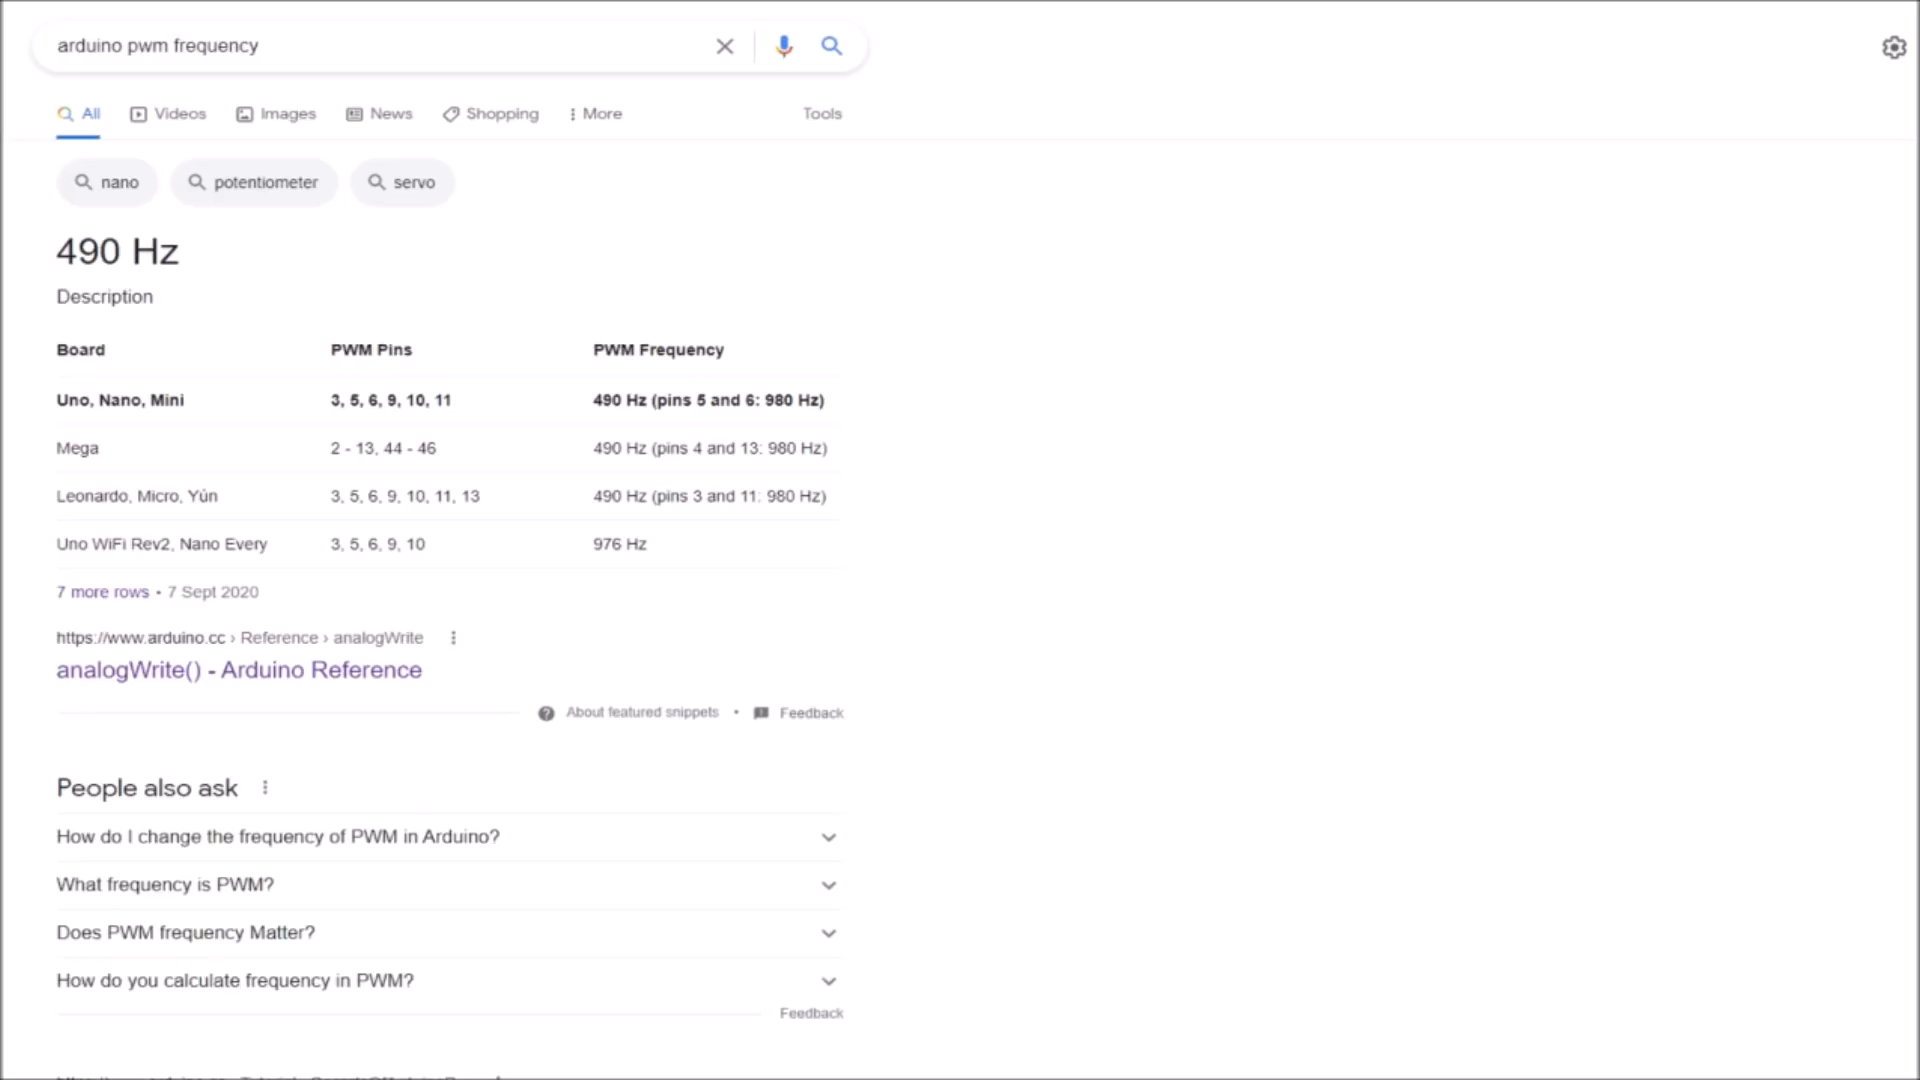 arduino pwm frequency
All Videos Images News Shopping More Tools
nano potentiometer servo
490 Hz
Description
Board PWM Pins PWM Frequency
Uno, Nano, Mini 3, 5, 6, 9, 10, 11 490 Hz (pins 5 and 6: 980 Hz)
Mega 2 - 13, 44 - 46 490 Hz (pins 4 and 13: 980 Hz)
Leonardo, Micro, Yún 3, 5, 6, 9, 10, 11, 13 490 Hz (pins 3 and 11: 980 Hz)
Uno WiFi Rev2, Nano Every 3, 5, 6, 9, 10 976 Hz
7 more rows • 7 Sept 2020
https://www.arduino.cc › Reference › analogWrite
analogWrite() - Arduino Reference
About featured snippets • Feedback
People also ask
How do I change the frequency of PWM in Arduino?
What frequency is PWM?
Does PWM frequency Matter?
How do you calculate frequency in PWM?
Feedback